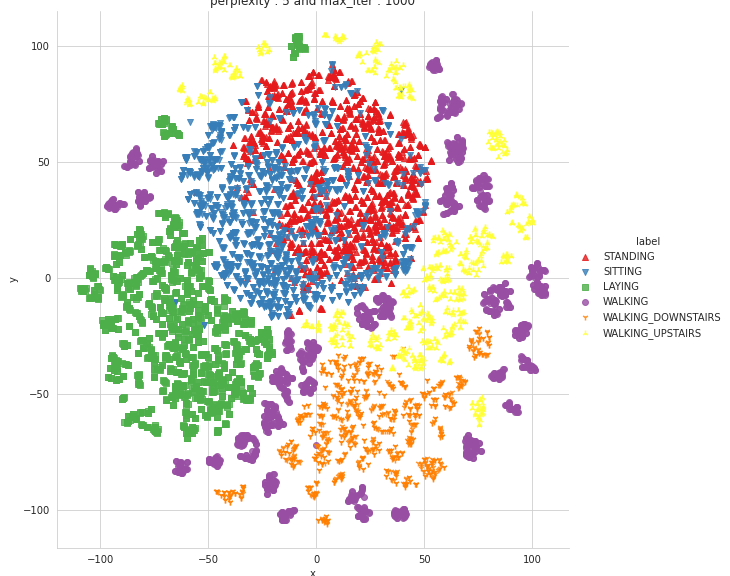 perplexity : 5 and max_iter : 1000
100
50
0
−50
−100
y
−100
−50
0
50
100
x
label
STANDING
SITTING
LAYING
WALKING
WALKING_DOWNSTAIRS
WALKING_UPSTAIRS